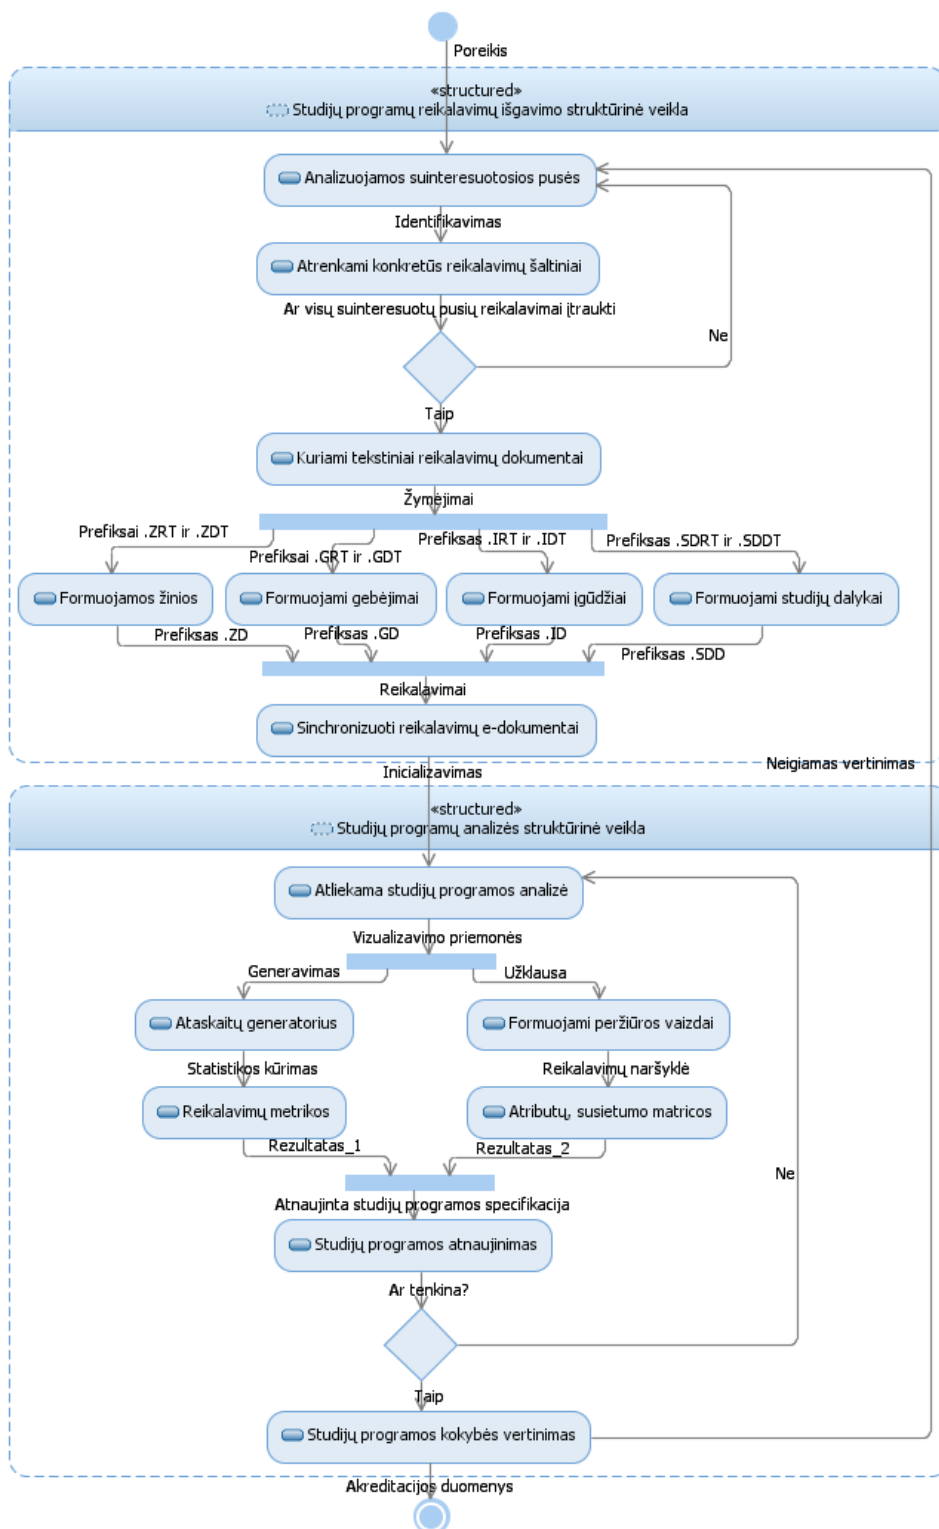 Poreikis
«structured»
Studijų programų reikalavimų išgavimo struktūrinė veikla
Analizuojamos suinteresuotosios pusės
Identifikavimas
Atrenkami konkretūs reikalavimų šaltiniai
Ar visų suinteresuotų pusių reikalavimai įtraukti
Ne
Taip
Kuriami tekstiniai reikalavimų dokumentai
Žymėjimai
Prefiksai .ZRT ir .ZDT
Prefiksai .GRT ir .GDT
Prefiksas .IRT ir .IDT
Prefiksas .SDRT ir .SDDT
Formuojamos žinios
Formuojami gebėjimai
Formuojami įgūdžiai
Formuojami studijų dalykai
Prefiksas .ZD
Prefiksas .GD
Prefiksas .ID
Prefiksas .SDD
Reikalavimai
Sinchronizuoti reikalavimų e-dokumentai
Neigiamas vertinimas
Inicializavimas
«structured»
Studijų programų analizės struktūrinė veikla
Atliekama studijų programos analizė
Vizualizavimo priemonės
Generavimas
Užklausa
Ataskaitų generatorius
Formuojami peržiūros vaizdai
Statistikos kūrimas
Reikalavimų naršyklė
Reikalavimų metrikos
Atributų, susietumo matricos
Rezultatas_1
Rezultatas_2
Ne
Atnaujinta studijų programos specifikacija
Studijų programos atnaujinimas
Ar tenkina?
Taip
Studijų programos kokybės vertinimas
Akreditacijos duomenys